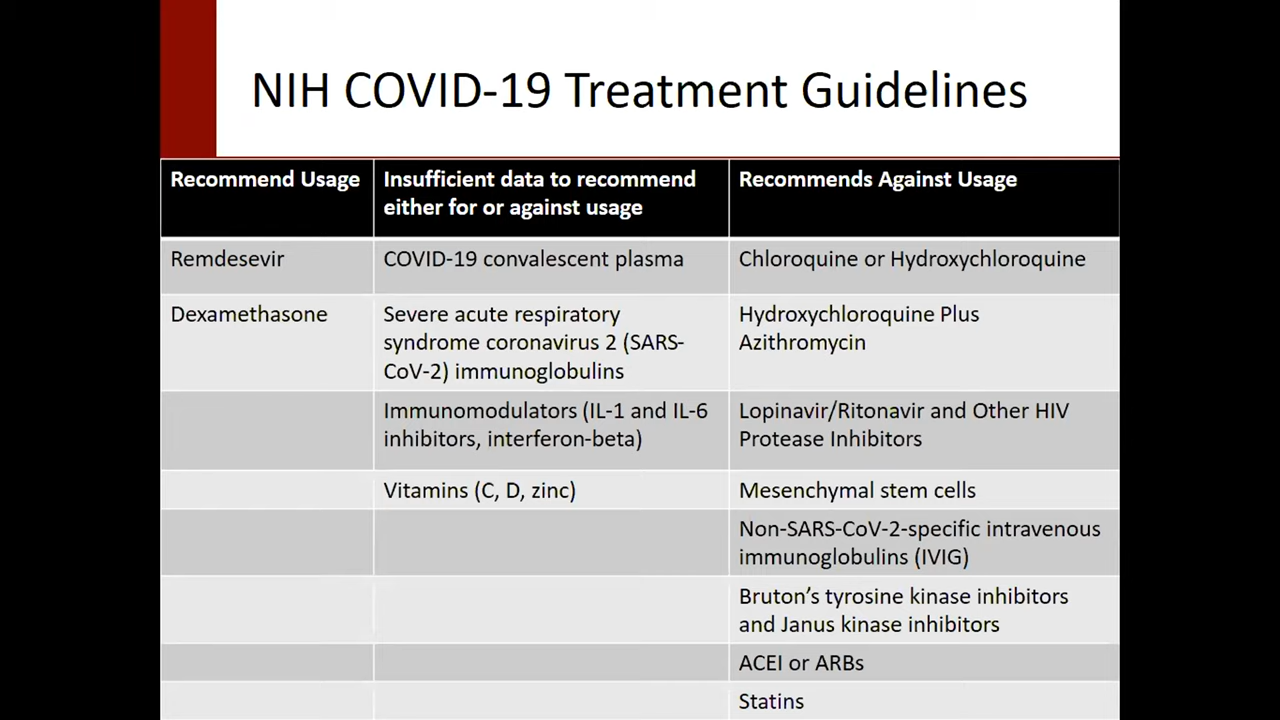 NIH COVID-19 Treatment Guidelines
Recommend Usage
Insufficient data to recommend
either for or against usage
Recommends Against Usage
Remdesevir
COVID-19 convalescent plasma
Chloroquine or Hydroxychloroquine
Dexamethasone
Severe acute respiratory
syndrome coronavirus 2 (SARS-
CoV-2) immunoglobulins
Hydroxychloroquine Plus
Azithromycin
Immunomodulators (IL-1 and IL-6
inhibitors, interferon-beta)
Lopinavir/Ritonavir and Other HIV
Protease Inhibitors
Vitamins (C, D, zinc)
Mesenchymal stem cells
Non-SARS-CoV-2-specific intravenous
immunoglobulins (IVIG)
Bruton’s tyrosine kinase inhibitors
and Janus kinase inhibitors
ACEI or ARBs
Statins